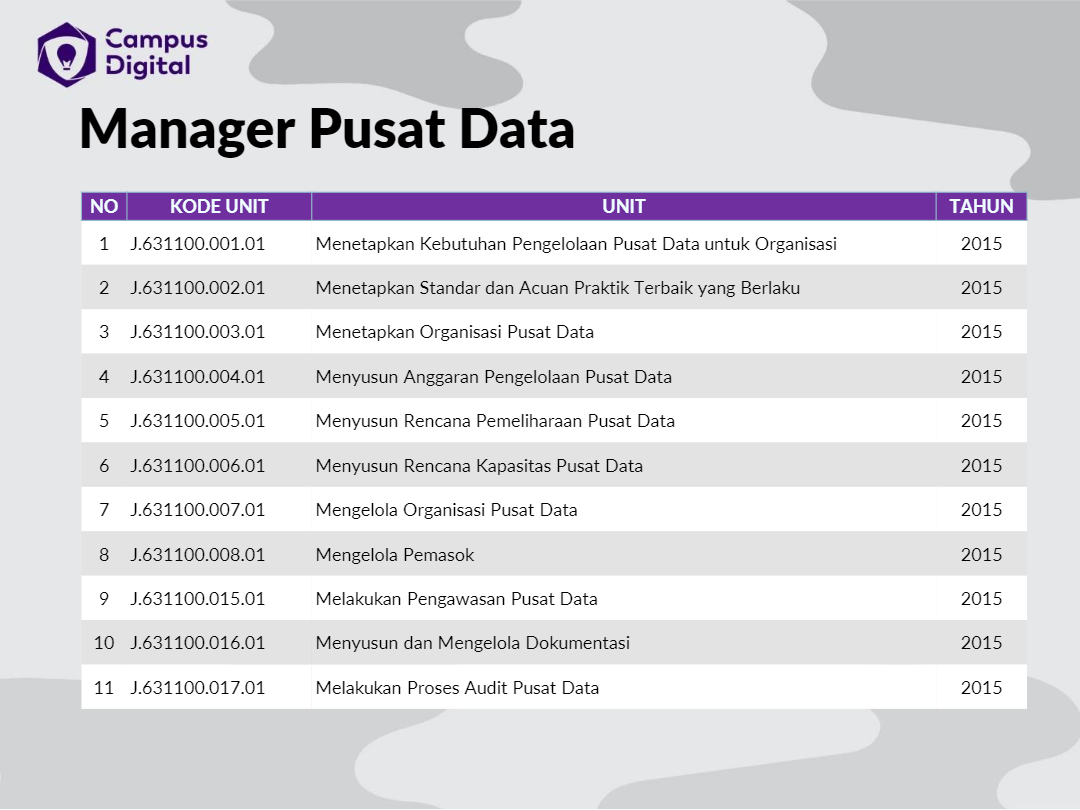 Campus
Digital
Manager Pusat Data
NO KODE UNIT UNIT TAHUN
1 J.631100.001.01 Menetapkan Kebutuhan Pengelolaan Pusat Data untuk Organisasi 2015
2 J.631100.002.01 Menetapkan Standar dan Acuan Praktik Terbaik yang Berlaku 2015
3 J.631100.003.01 Menetapkan Organisasi Pusat Data 2015
4 J.631100.004.01 Menyusun Anggaran Pengelolaan Pusat Data 2015
5 J.631100.005.01 Menyusun Rencana Pemeliharaan Pusat Data 2015
6 J.631100.006.01 Menyusun Rencana Kapasitas Pusat Data 2015
7 J.631100.007.01 Mengelola Organisasi Pusat Data 2015
8 J.631100.008.01 Mengelola Pemasok 2015
9 J.631100.015.01 Melakukan Pengawasan Pusat Data 2015
10 J.631100.016.01 Menyusun dan Mengelola Dokumentasi 2015
11 J.631100.017.01 Melakukan Proses Audit Pusat Data 2015